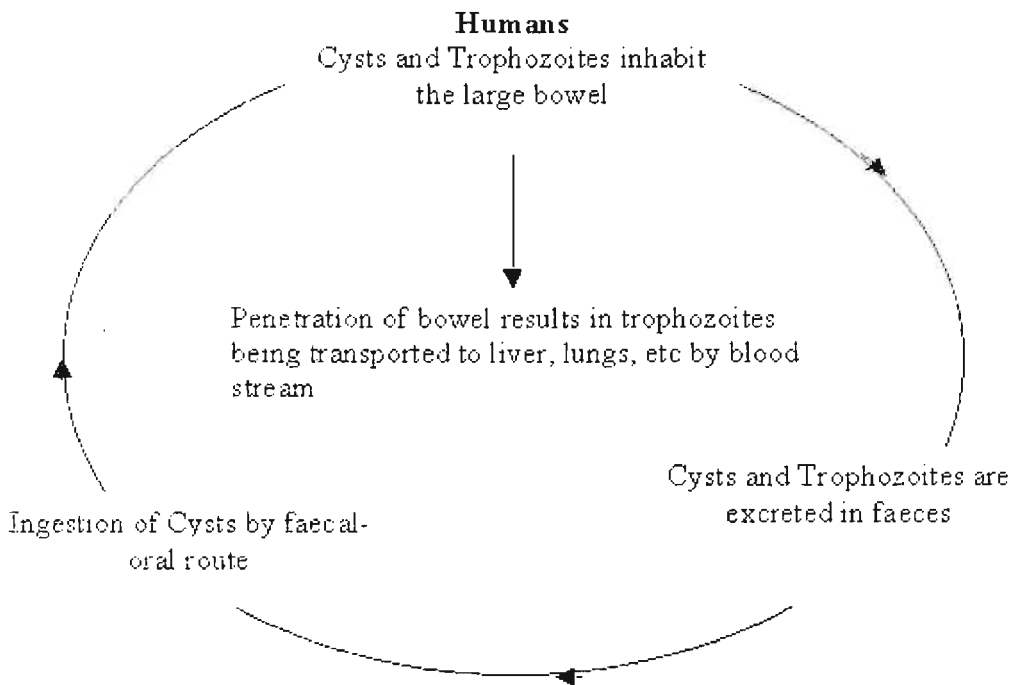 Humans
Cysts and Trophozoites inhabit
the large bowel
Penetration of bowel results in trophozoites
being transported to liver, lungs, etc by blood
stream
Cysts and Trophozoites are
excreted in faeces
Ingestion of Cysts by faecal-
oral route